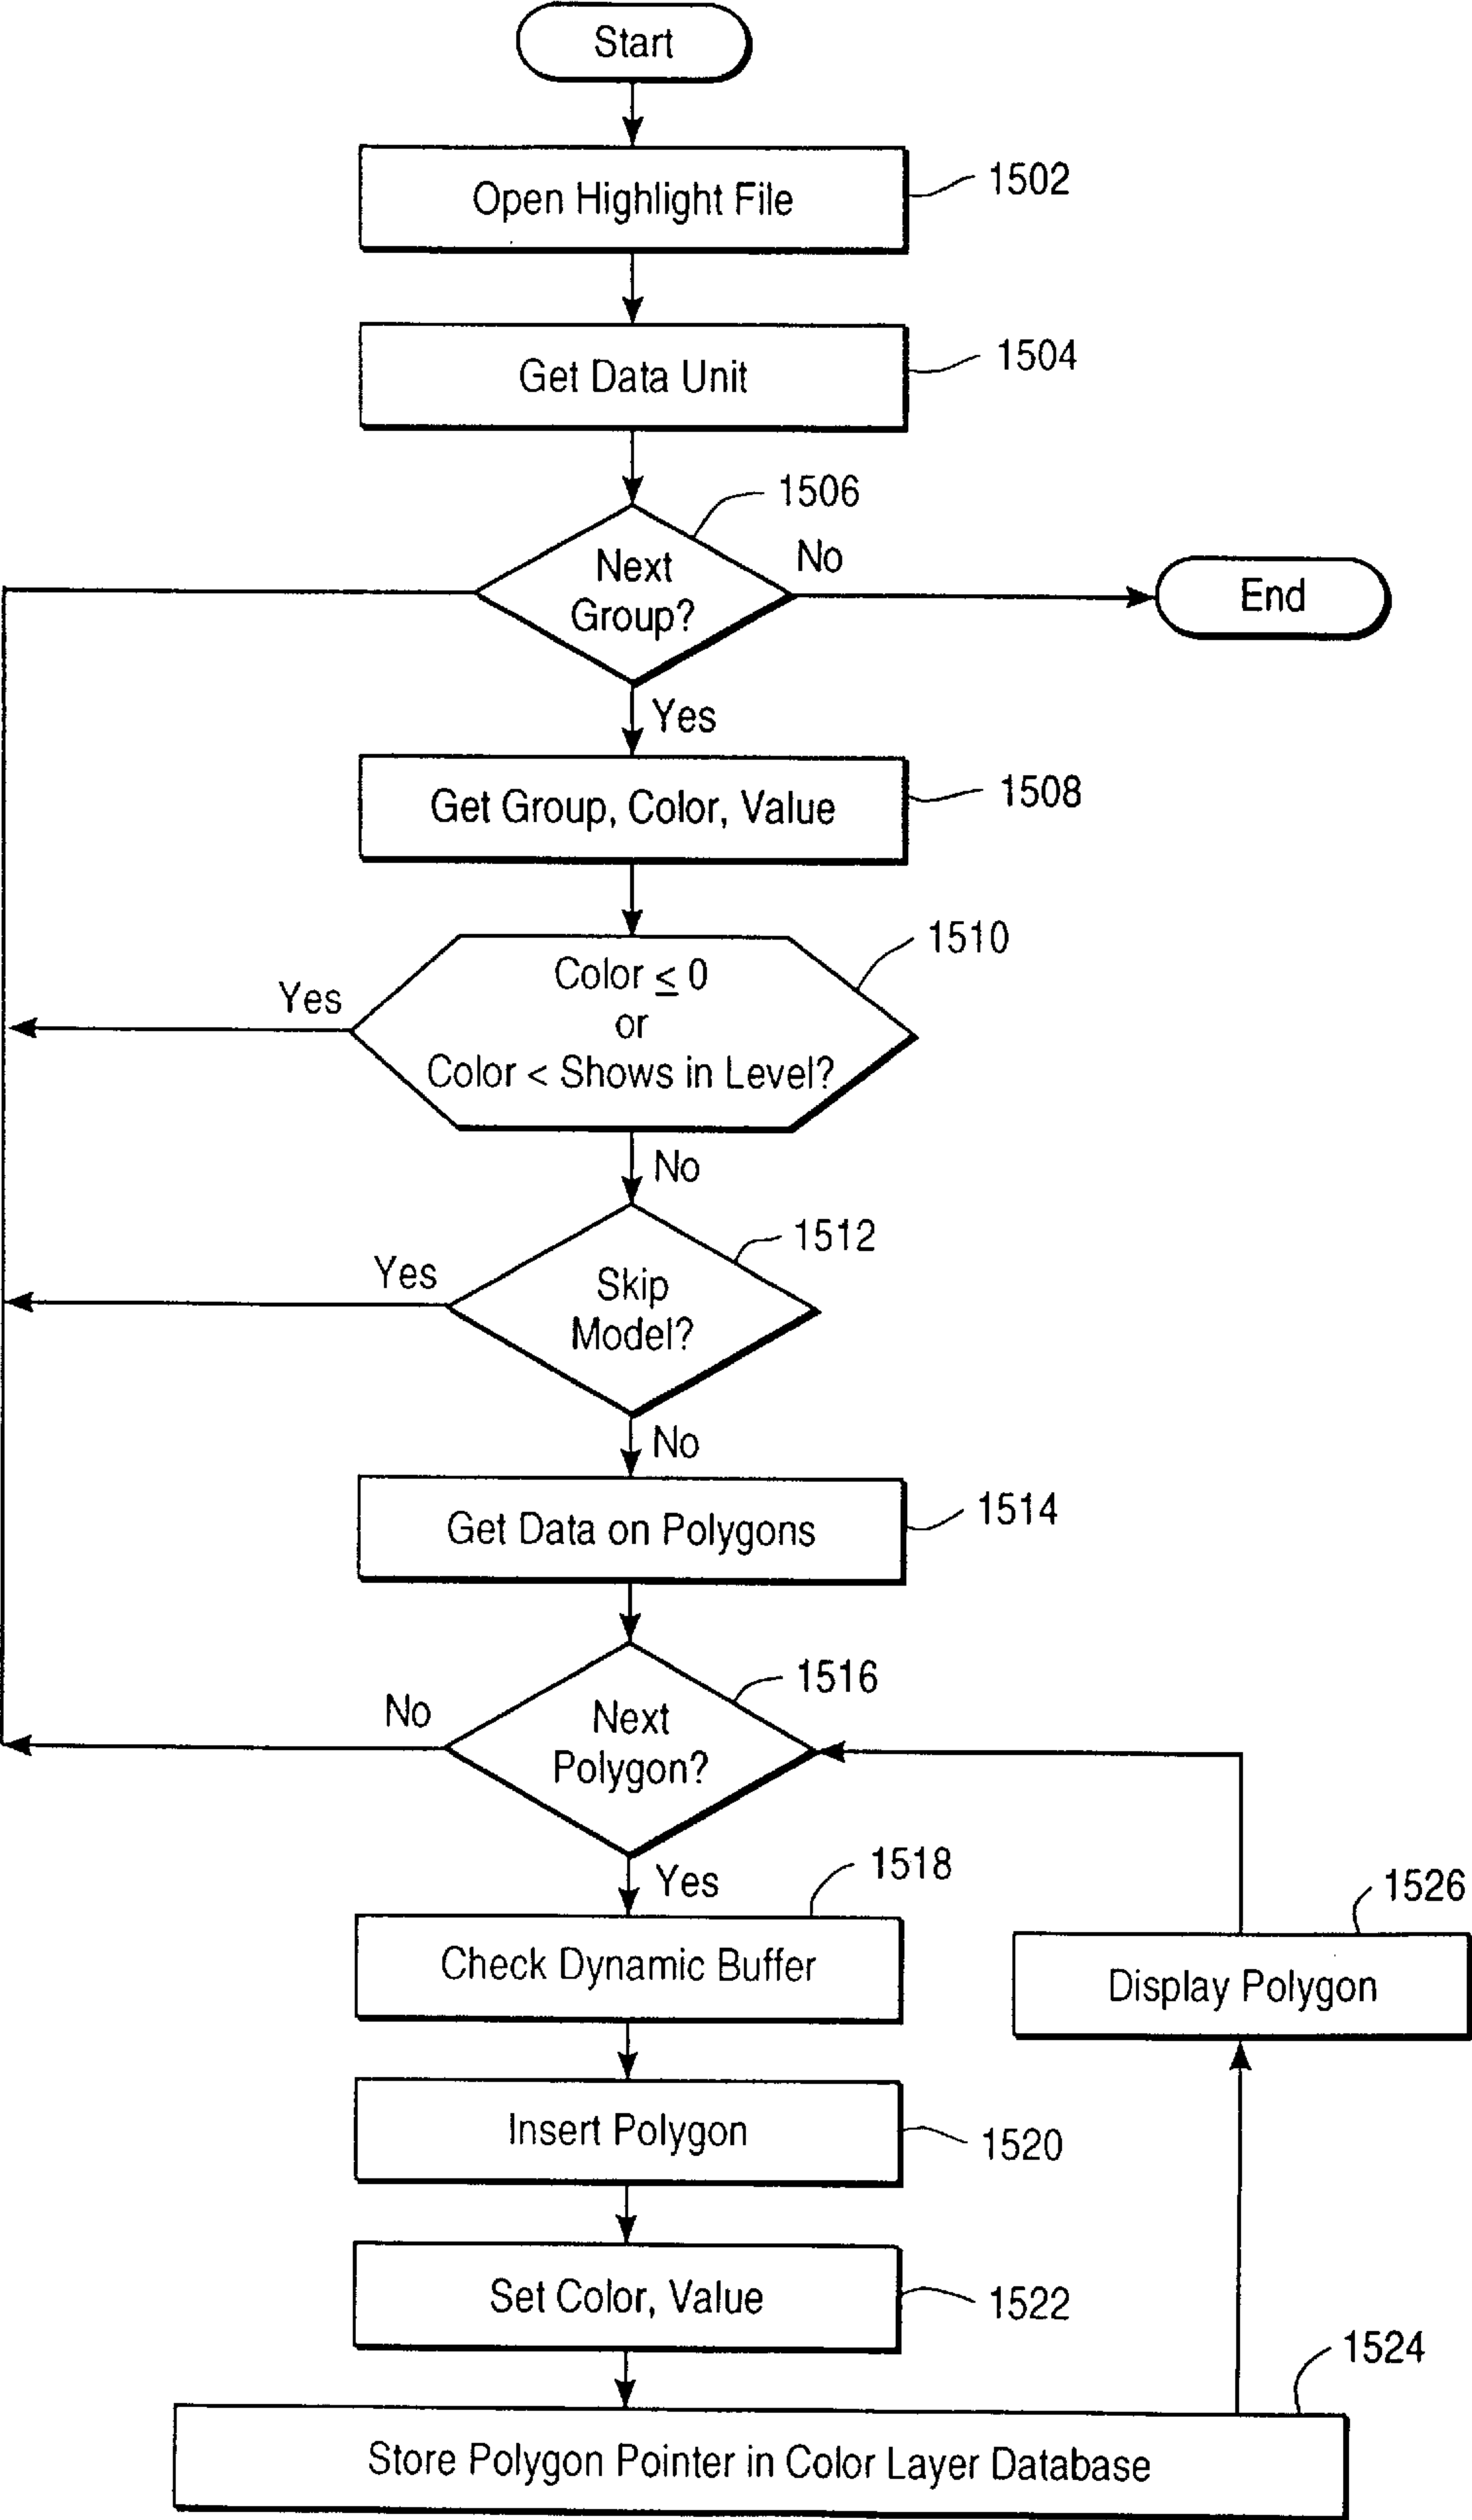 Start
Open Highlight File
1502
Get Data Unit
1504
1506
Next
Group?
No
End
Yes
Get Group, Color, Value
1508
1510
Color ≤ 0
or
Color < Shows in Level?
Yes
No
1512
Skip
Model?
Yes
No
Get Data on Polygons
1514
1516
Next
Polygon?
No
Yes
1518
Check Dynamic Buffer
1526
Display Polygon
Insert Polygon
1520
Set Color, Value
1522
1524
Store Polygon Pointer in Color Layer Database